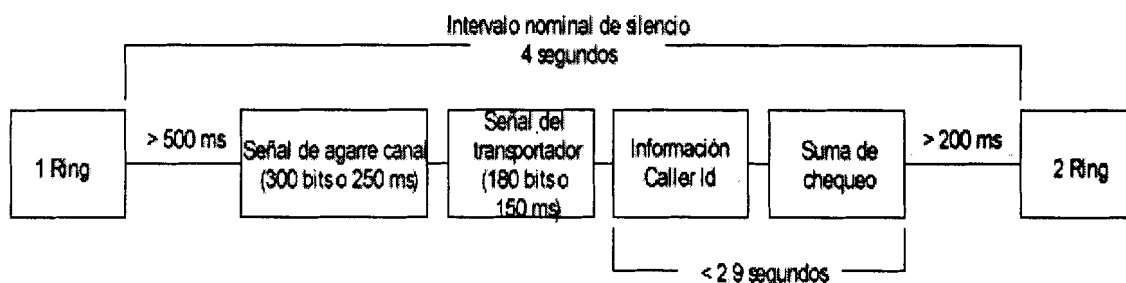 Intervalo nominal de silencio
4 segundos
1 Ring
> 500 ms
Señal de agarre canal
(300 bits o 250 ms)
Señal del
transportador
(180 bits o
150 ms)
Información
Caller Id
Suma de
chequeo
> 200 ms
2 Ring
< 2.9 segundos